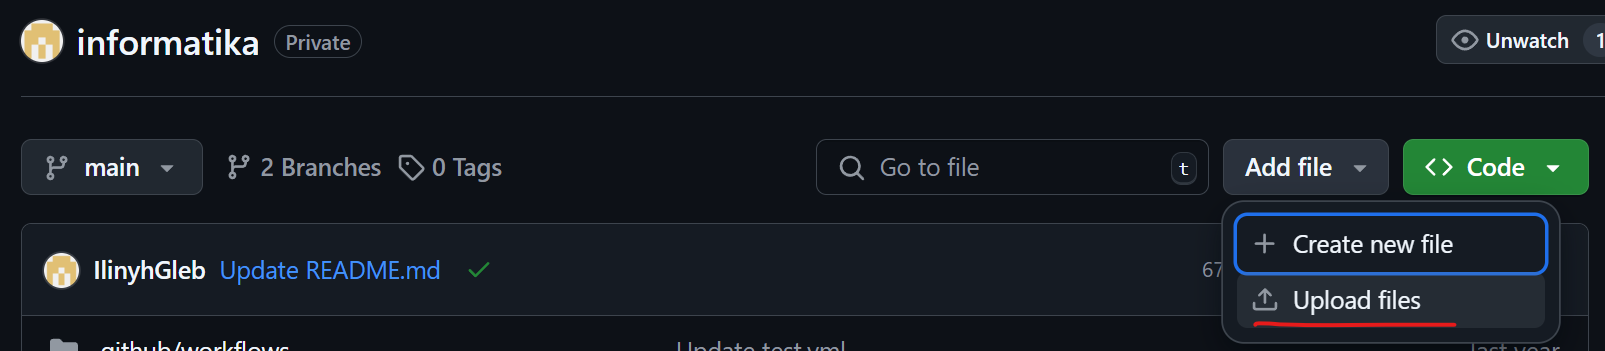 informatika Private Unwatch 1
main 2 Branches 0 Tags Go to file t Add file Code
Create new file
IlinyhGleb Update README.md 67
Upload files
.github/workflows Update test.yml last year